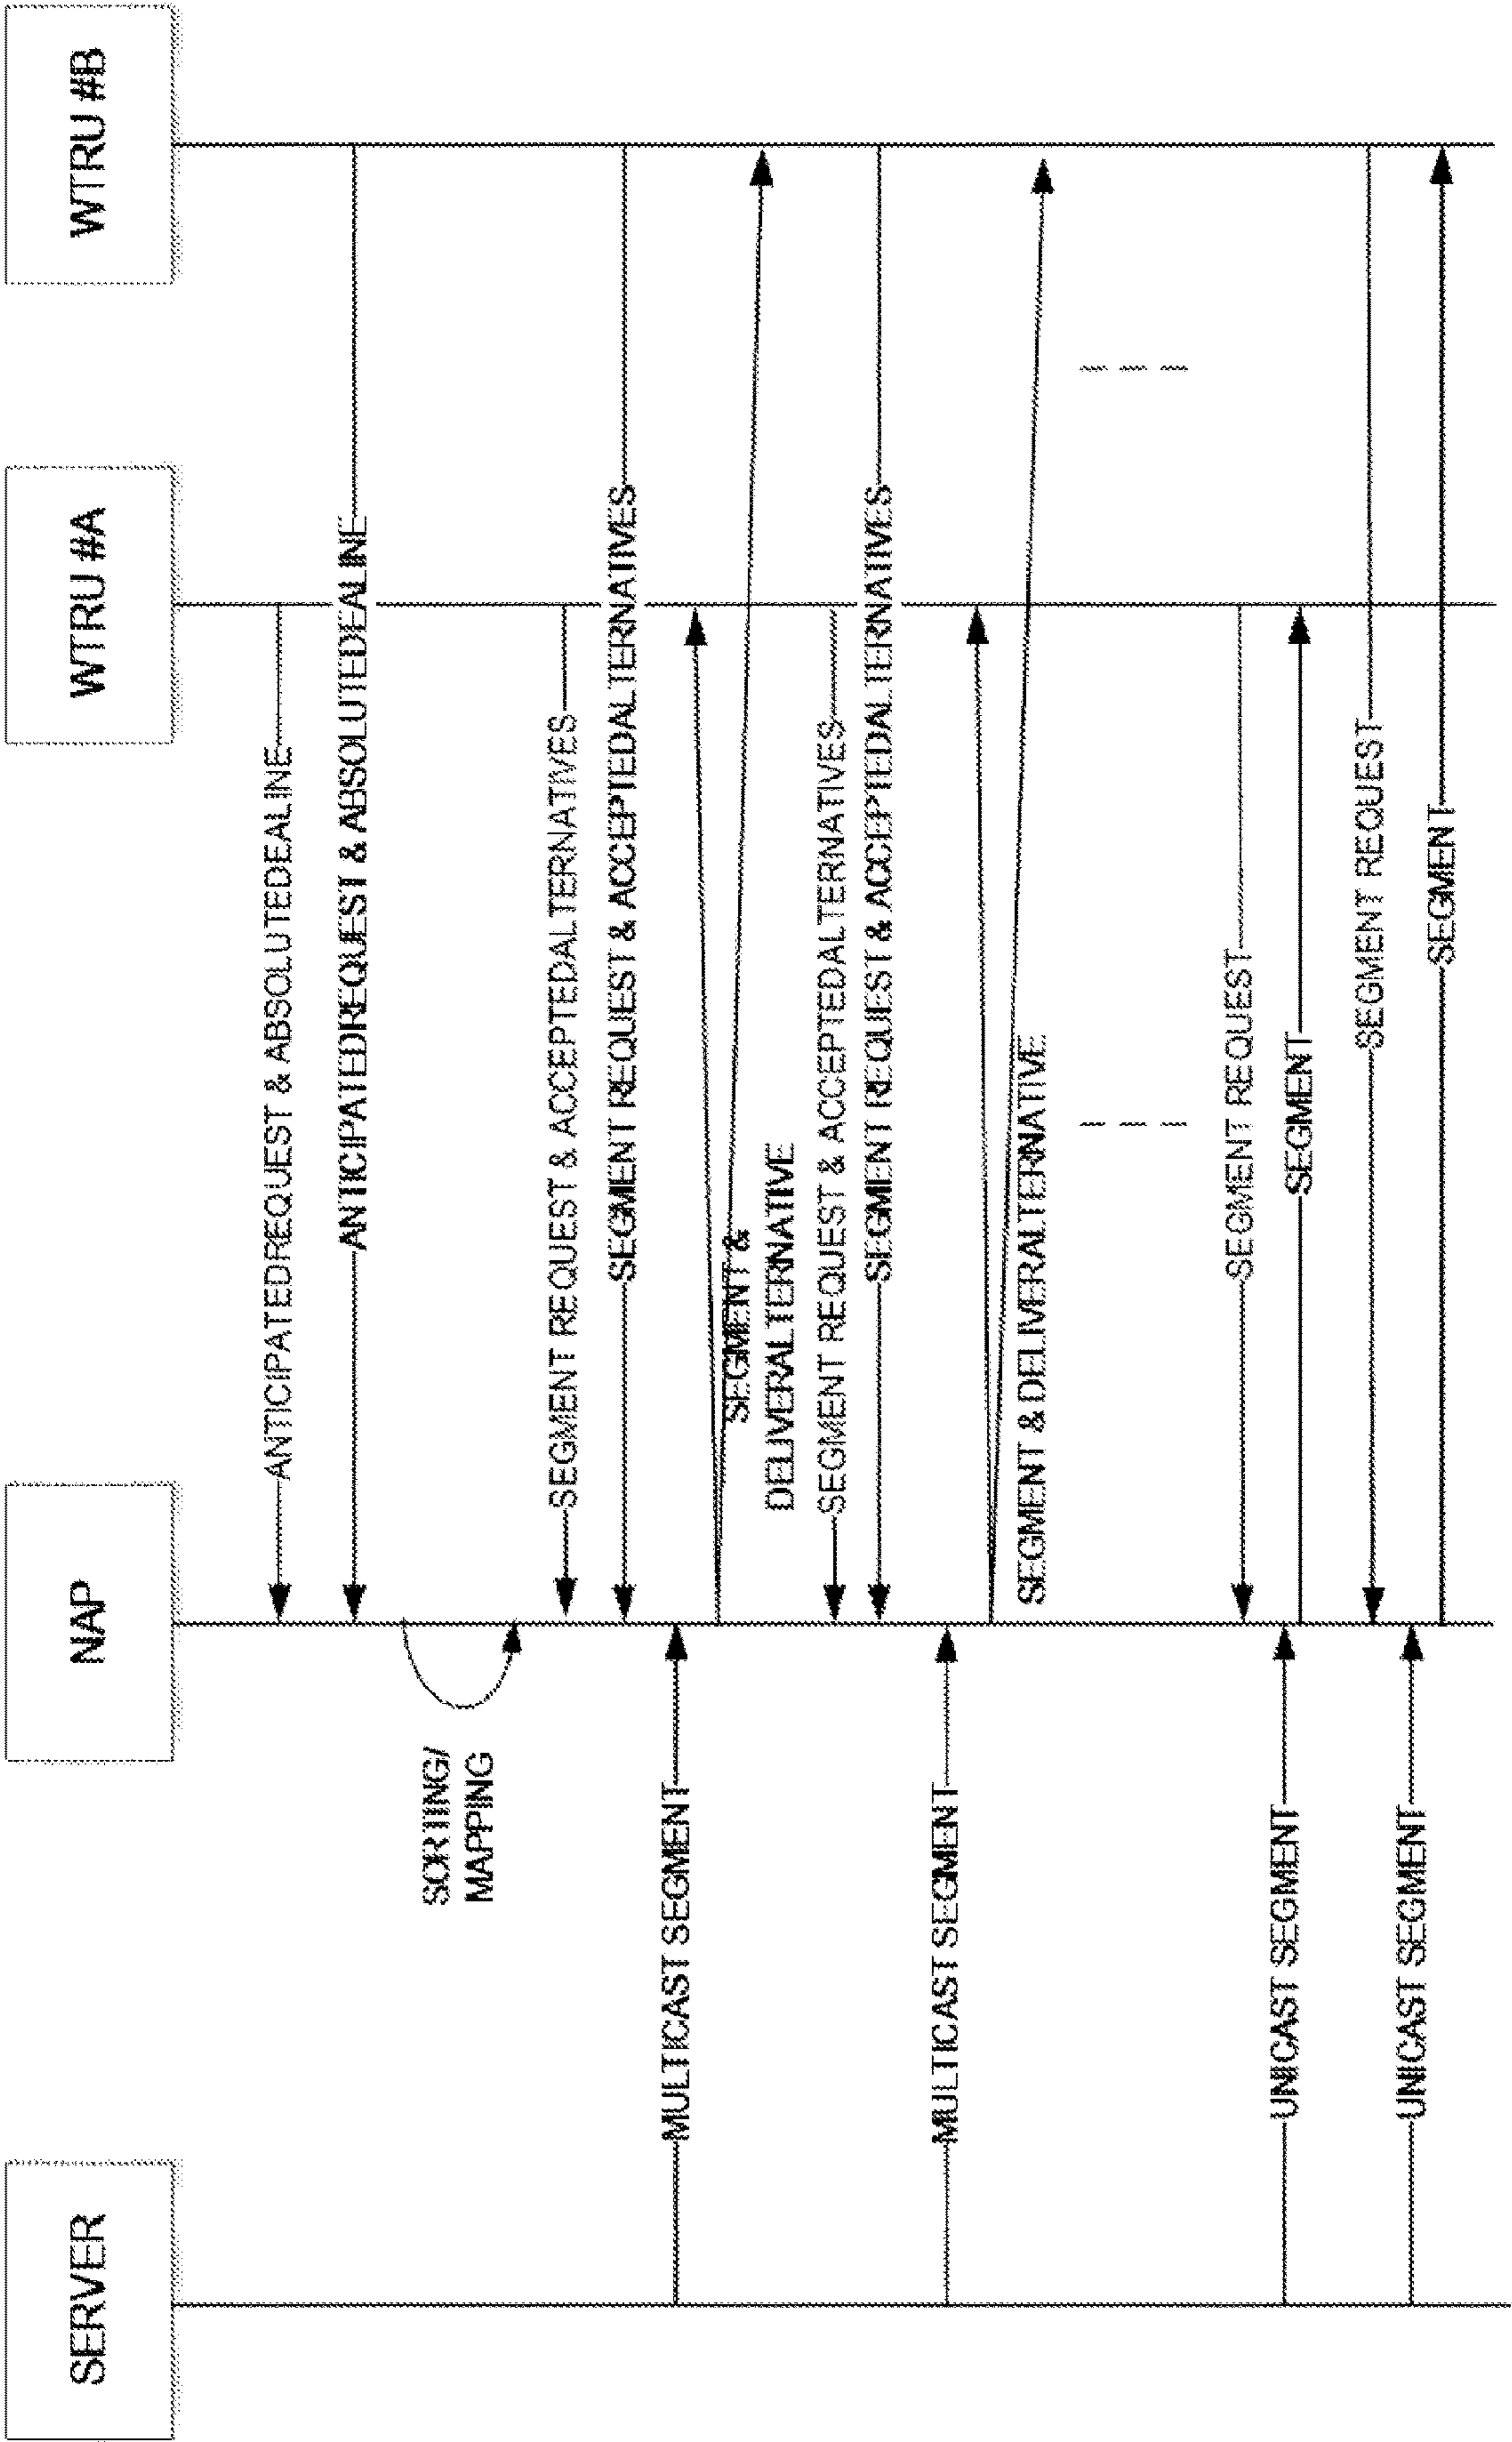 SERVER
NAP
WTRU #A
WTRU #B
ANTICIPATEDREQUEST & ABSOLUTEDEALINE
ANTICIPATEDREQUEST & ABSOLUTEDEALINE
SORTING/
MAPPING
SEGMENT REQUEST & ACCEPTEDALTERNATIVES
SEGMENT REQUEST & ACCEPTEDALTERNATIVES
MULTICAST SEGMENT
SEGMENT &
DELIVERALTERNATIVE
SEGMENT REQUEST & ACCEPTEDALTERNATIVES
SEGMENT REQUEST & ACCEPTEDALTERNATIVES
MULTICAST SEGMENT
SEGMENT & DELIVERALTERNATIVE
SEGMENT REQUEST
UNICAST SEGMENT
SEGMENT
SEGMENT REQUEST
UNICAST SEGMENT
SEGMENT